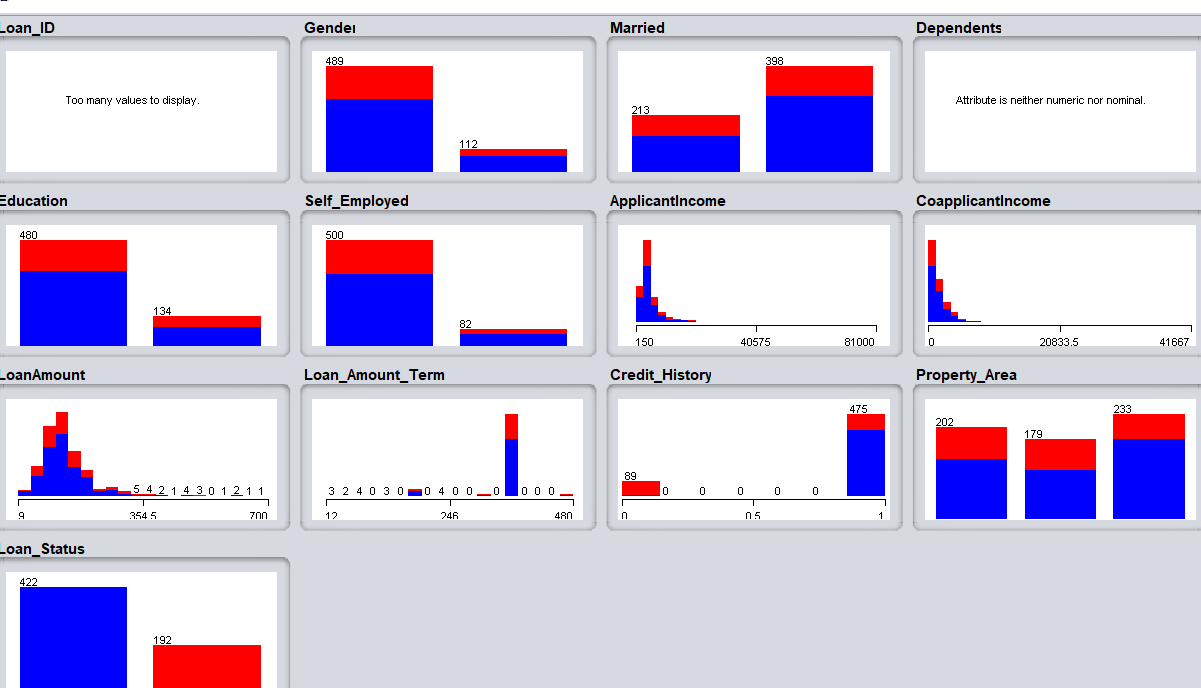 Loan_ID
Too many values to display.
Gender
489
112
Married
213
398
Dependents
Attribute is neither numeric nor nominal.
Education
480
134
Self_Employed
500
82
ApplicantIncome
150 40575 81000
CoapplicantIncome
0 20833.5 41667
LoanAmount
5 4 2 1 4 3 0 1 2 1 1
9 354.5 700
Loan_Amount_Term
3 2 4 0 3 0 0 4 0 0 0 0 0 0
12 246 480
Credit_History
89 0 0 0 0 0 475
0 0.5 1
Property_Area
202
179
233
Loan_Status
422
192